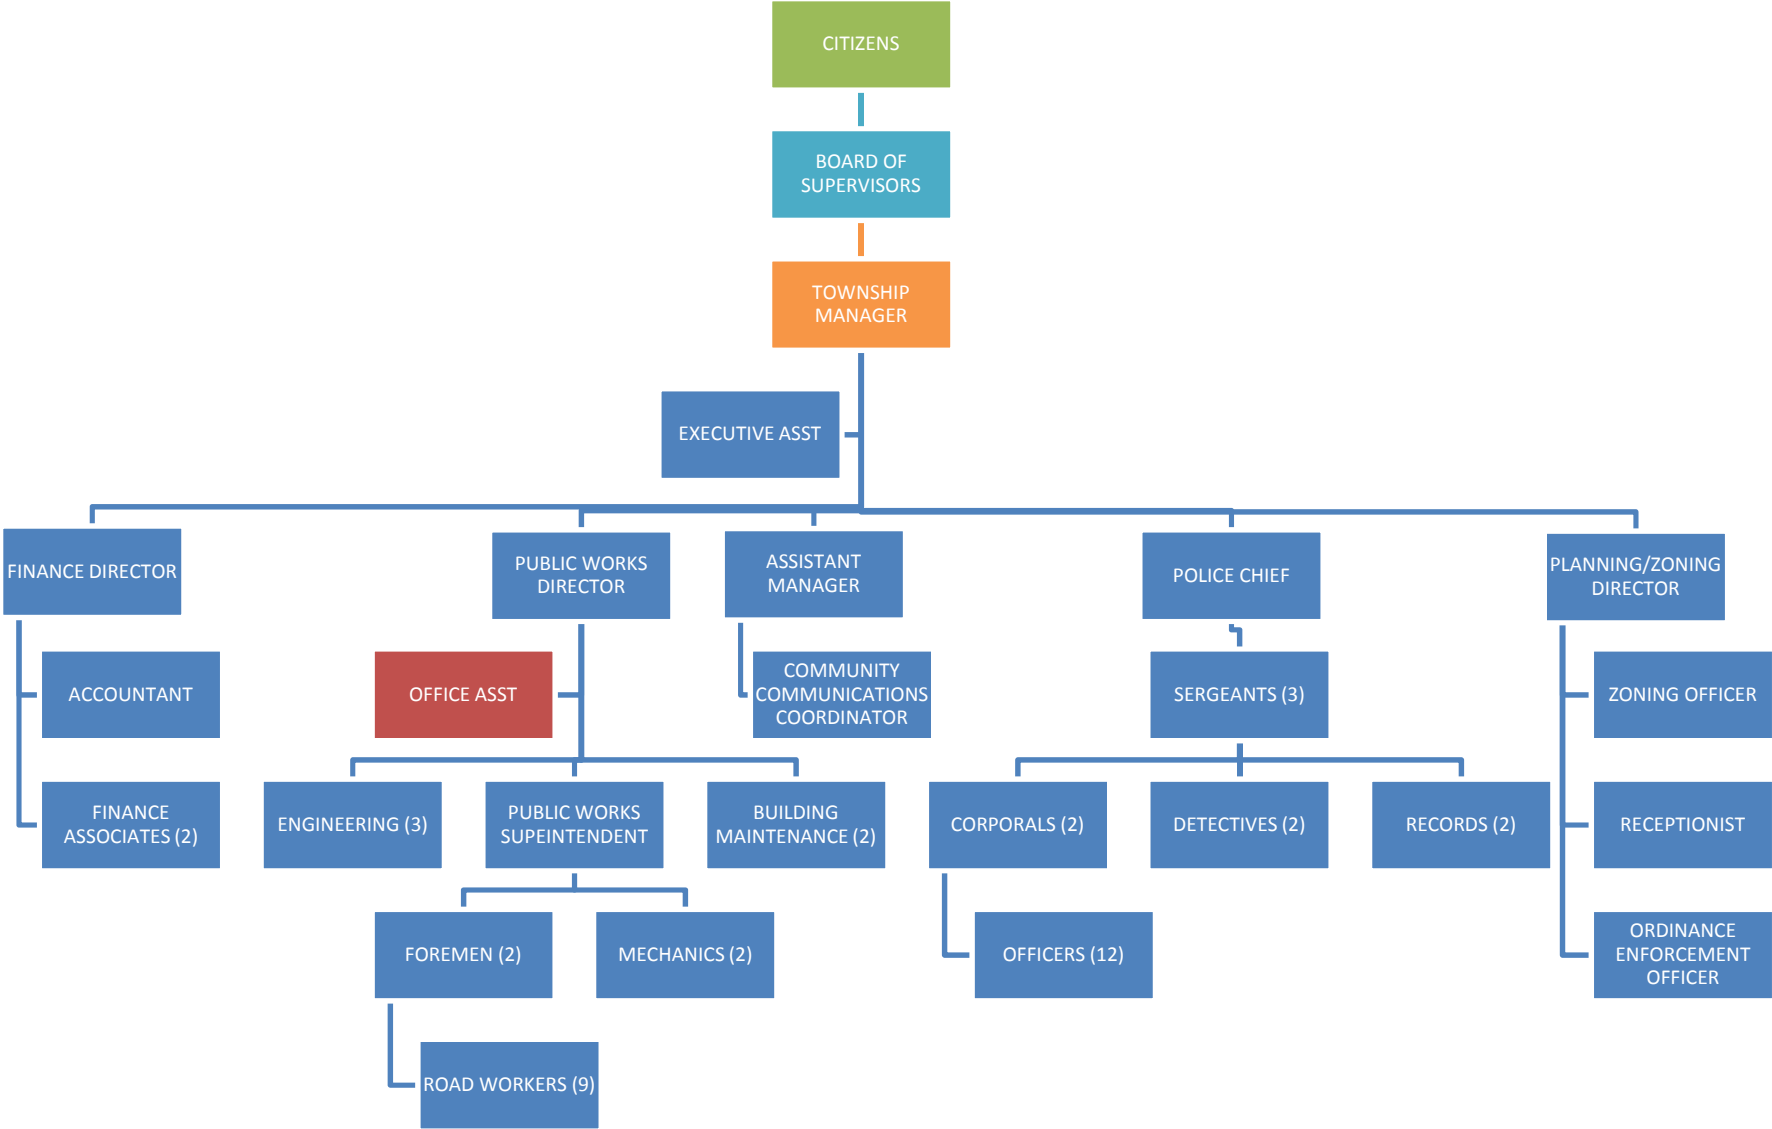 CITIZENS
BOARD OF
SUPERVISORS
TOWNSHIP
MANAGER
EXECUTIVE ASST
FINANCE DIRECTOR
PUBLIC WORKS
DIRECTOR
ASSISTANT
MANAGER
POLICE CHIEF
PLANNING/ZONING
DIRECTOR
ACCOUNTANT
OFFICE ASST
COMMUNITY
COMMUNICATIONS
COORDINATOR
SERGEANTS (3)
ZONING OFFICER
FINANCE
ASSOCIATES (2)
ENGINEERING (3)
PUBLIC WORKS
SUPEINTENDENT
BUILDING
MAINTENANCE (2)
CORPORALS (2)
DETECTIVES (2)
RECORDS (2)
RECEPTIONIST
FOREMEN (2)
MECHANICS (2)
OFFICERS (12)
ORDINANCE
ENFORCEMENT
OFFICER
ROAD WORKERS (9)